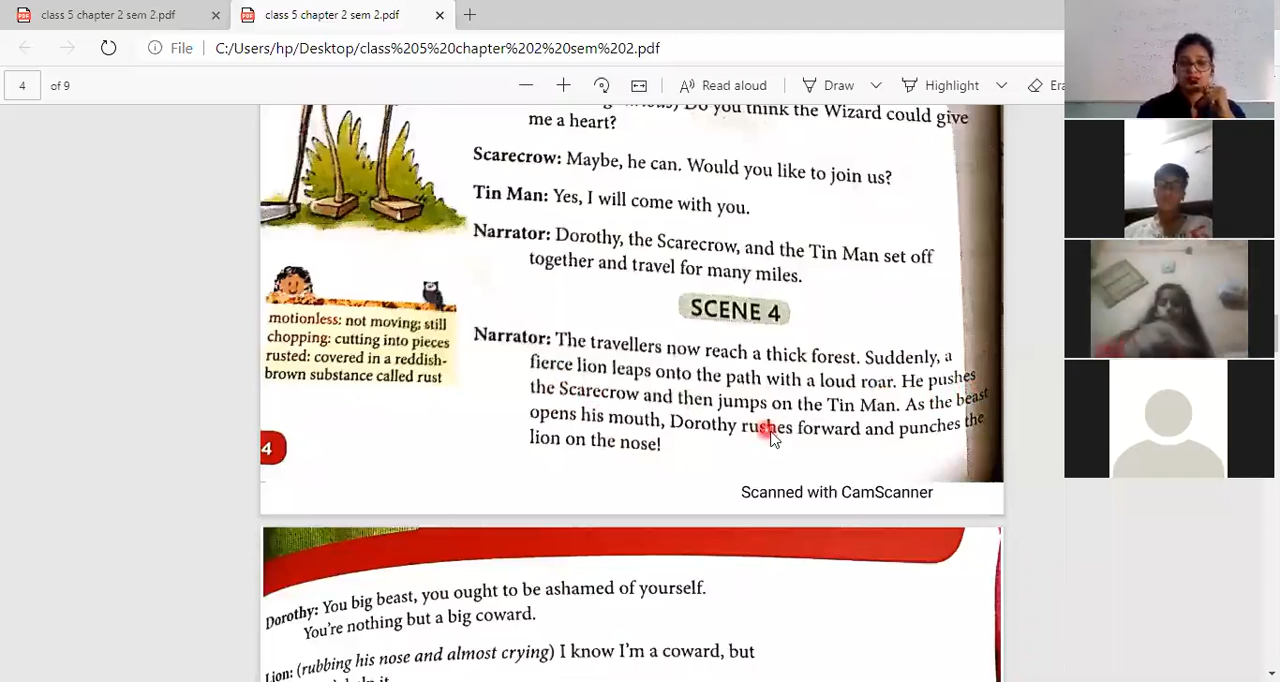 class 5 chapter 2 sem 2.pdf
class 5 chapter 2 sem 2.pdf
File C:/Users/hp/Desktop/class%205%20chapter%202%20sem%202.pdf
4 of 9
Read aloud
Draw
Highlight
Do you think the Wizard could give
me a heart?
Scarecrow: Maybe, he can. Would you like to join us?
Tin Man: Yes, I will come with you.
Narrator: Dorothy, the Scarecrow, and the Tin Man set off
together and travel for many miles.
motionless: not moving; still
chopping: cutting into pieces
rusted: covered in a reddish-
brown substance called rust
SCENE 4
Narrator: The travellers now reach a thick forest. Suddenly, a
fierce lion leaps onto the path with a loud roar. He pushes
the Scarecrow and then jumps on the Tin Man. As the beast
opens his mouth, Dorothy rushes forward and punches the
lion on the nose!
4
Scanned with CamScanner
Dorothy: You big beast, you ought to be ashamed of yourself.
You're nothing but a big coward.
Lion: (rubbing his nose and almost crying) I know I'm a coward, but